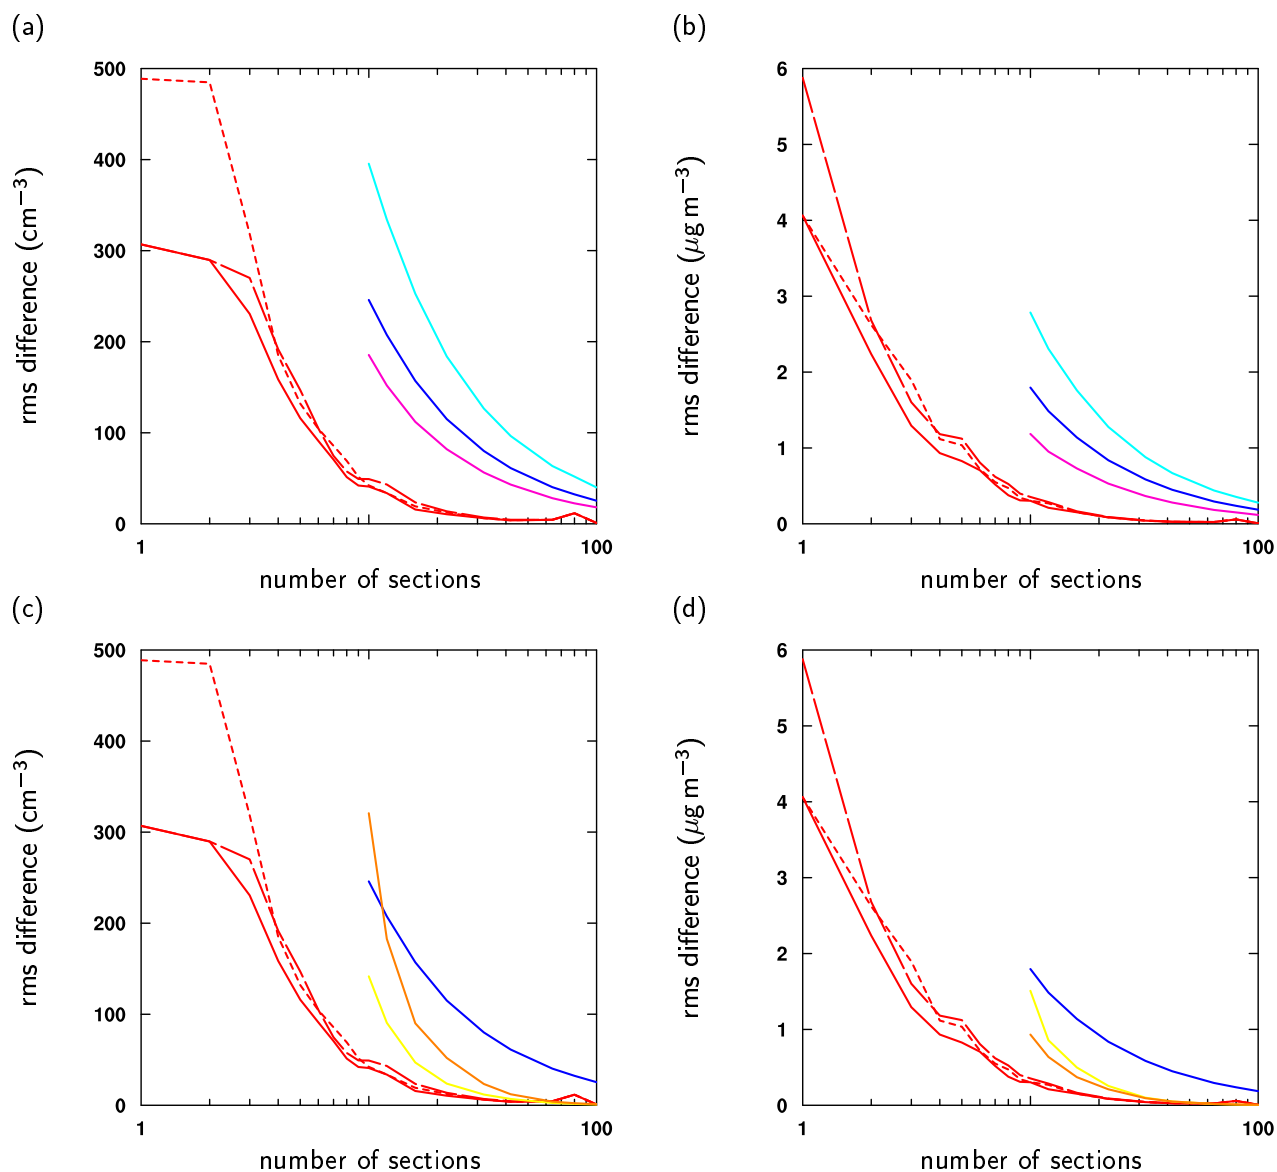 (a)
(b)
500
400
300
200
100
0
rms difference (cm−3)
1
100
number of sections
6
5
4
3
2
1
0
rms difference (μg m−3)
1
100
number of sections
(c)
(d)
500
400
300
200
100
0
rms difference (cm−3)
1
100
number of sections
6
5
4
3
2
1
0
rms difference (μg m−3)
1
100
number of sections